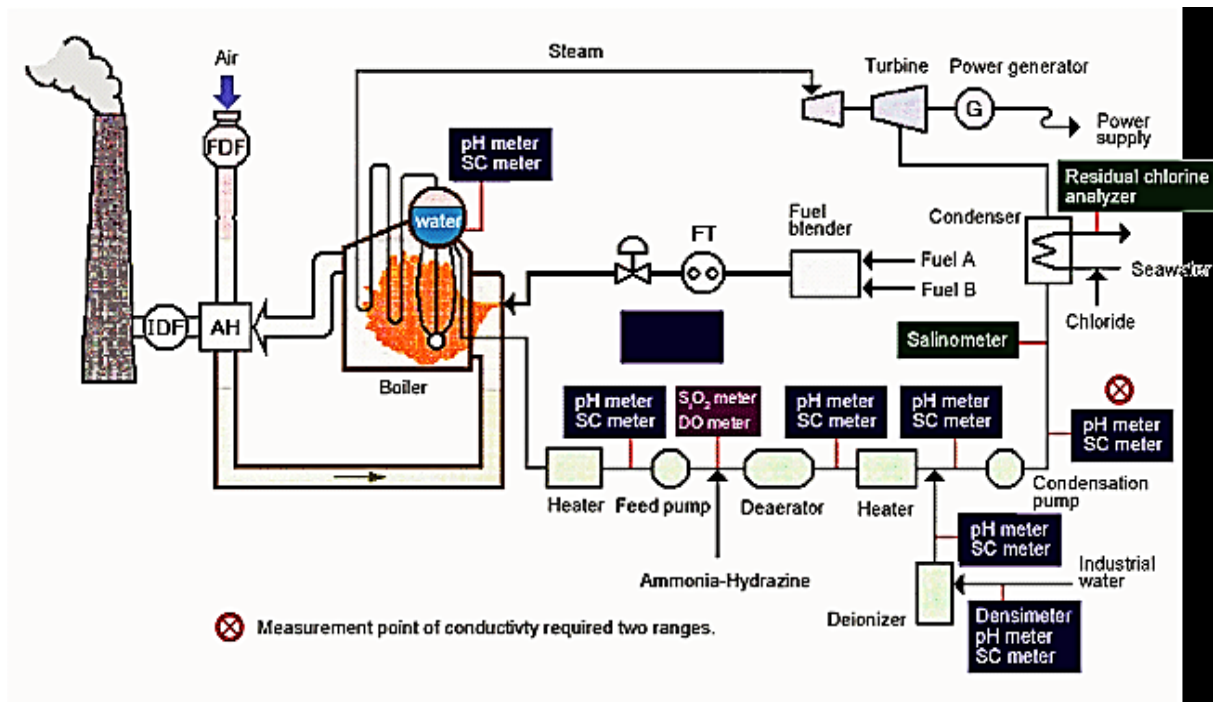 Steam
Air
Turbine
Power generator
FDF
G
Power
supply
pH meter
SC meter
Residual chlorine
analyzer
water
Fuel
blender
Condenser
FT
Fuel A
Seawater
Fuel B
IDF
AH
Chloride
Salinometer
Boiler
pH meter
SC meter
SiO2 meter
DO meter
pH meter
SC meter
pH meter
SC meter
pH meter
SC meter
Heater
Feed pump
Deaerator
Heater
Condensation
pump
pH meter
SC meter
Ammonia-Hydrazine
Industrial
water
Deionizer
Densimeter
pH meter
SC meter
Measurement point of conductivty required two ranges.